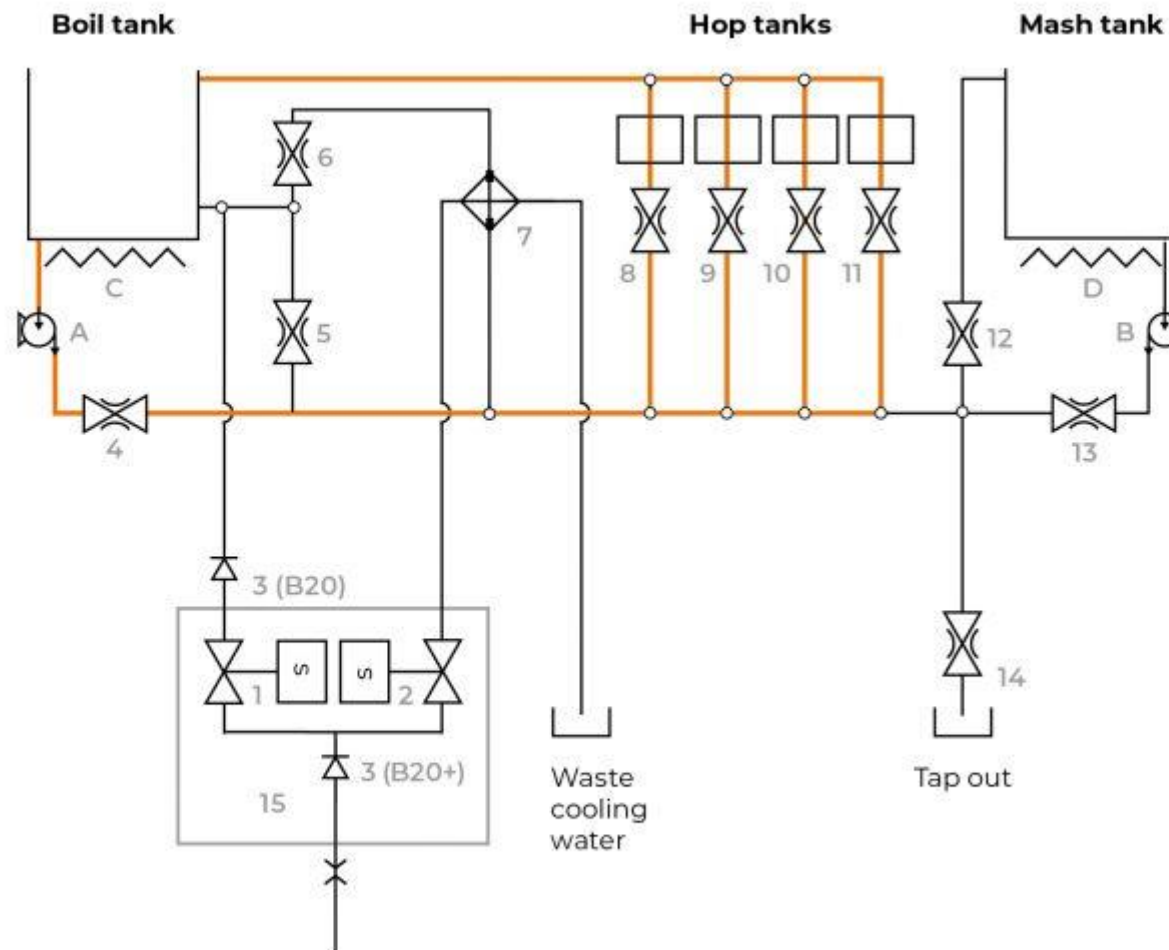 Boil tank
Hop tanks
Mash tank
6
7
C
8
9
10
11
D
A
5
12
B
4
13
3 (B20)
S
S
1
2
14
3 (B20+)
15
Waste
cooling
water
Tap out